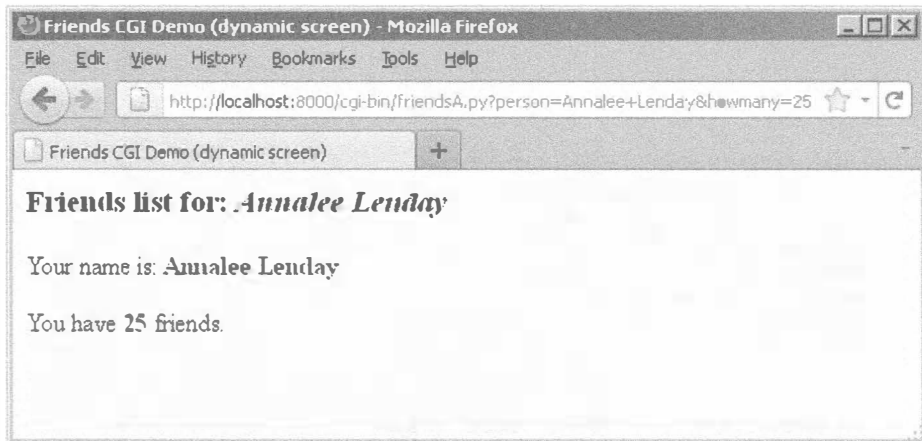 Friends CGI Demo (dynamic screen) - Mozilla Firefox
File Edit View History Bookmarks Tools Help
http://localhost:8000/cgi-bin/friendsA.py?person=Annalee+Lenday&howmany=25
Friends CGI Demo (dynamic screen)
Friends list for: Annalee Lenday
Your name is: Annalee Lenday
You have 25 friends.